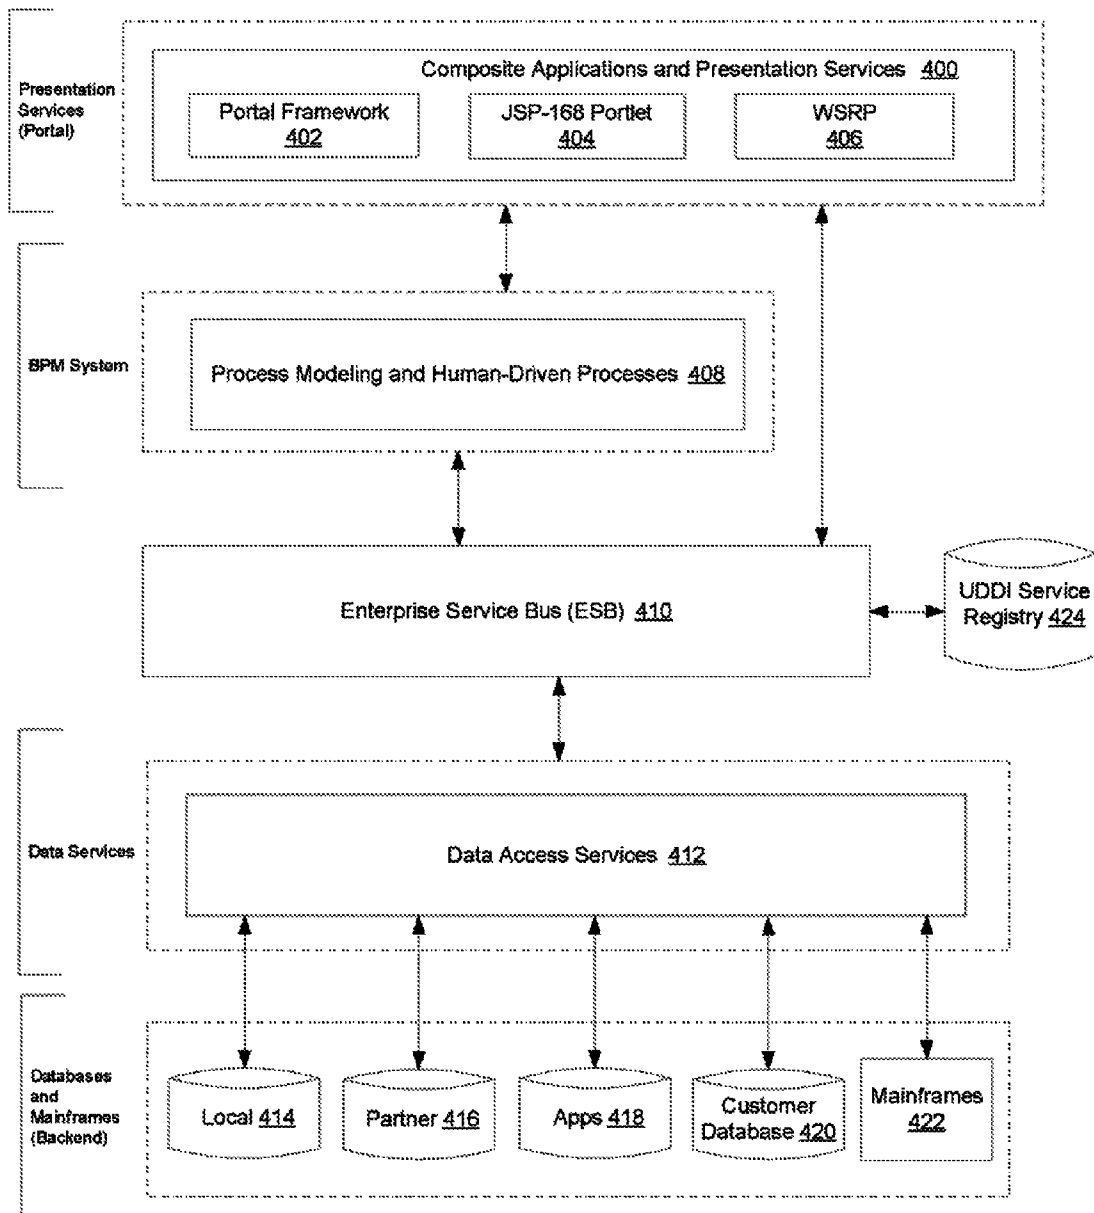 Presentation
Services
(Portal)
Composite Applications and Presentation Services 400
Portal Framework
402
JSP-168 Portlet
404
WSRP
406
BPM System
Process Modeling and Human-Driven Processes 408
Enterprise Service Bus (ESB) 410
UDDI Service
Registry 424
Data Services
Data Access Services 412
Databases
and
Mainframes
(Backend)
Local 414
Partner 416
Apps 418
Customer
Database 420
Mainframes
422